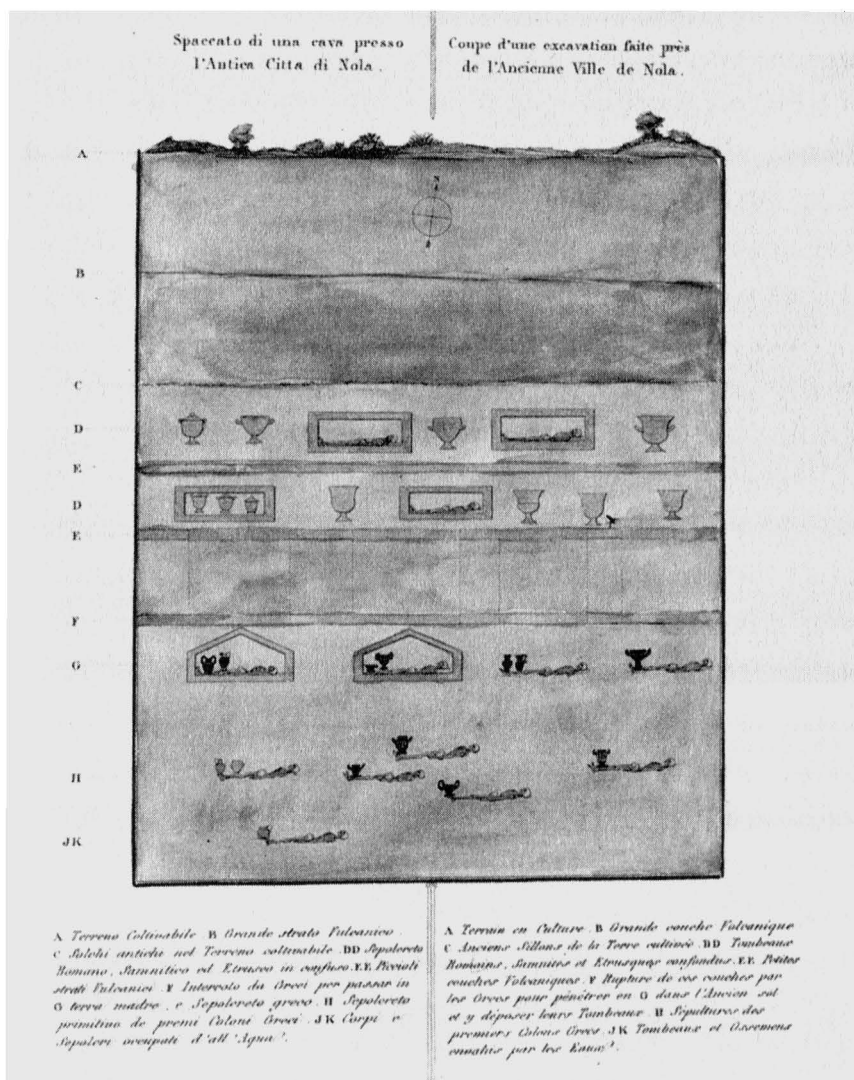 Spaccato di una cava presso
l'Antica Citta di Nola.
Coupe d'une excavation faite près
de l'Ancienne Ville de Nola.
N
A
B
C
D
E
D
E
F
G
H
JK
A Terreno Coltivabile. B Grande strato Vulcanico.
C Solchi antichi nel Terreno coltivabile. DD Sepolcreto
Romano, Samnitico ed Etrusco in confuso. Piccioli
strati Vulcanici. Intervolo da Greci per passar in
G terra madre, e Sepolcreto greco. H Sepolcreto
primitino de premi Coloni Greci. JK Corpi e
Sepolcri occupati d'all'Aqua.
A Terrain en Culture. B Grande couche Volcanique
C Anciens Sillons de la Terre cultivée. DD Tombeaux
Romains, Samnites et Etrusques confondus. Petites
couches Volcaniques. Rupture de ces couches par
les Grecs pour pénétrer en G dans l'Ancien sol
et y déposer leurs Tombeaux. H Sépultures des
premiers Colons Grecs. JK Tombeaux et Ossemens
envahis par les Eaux.